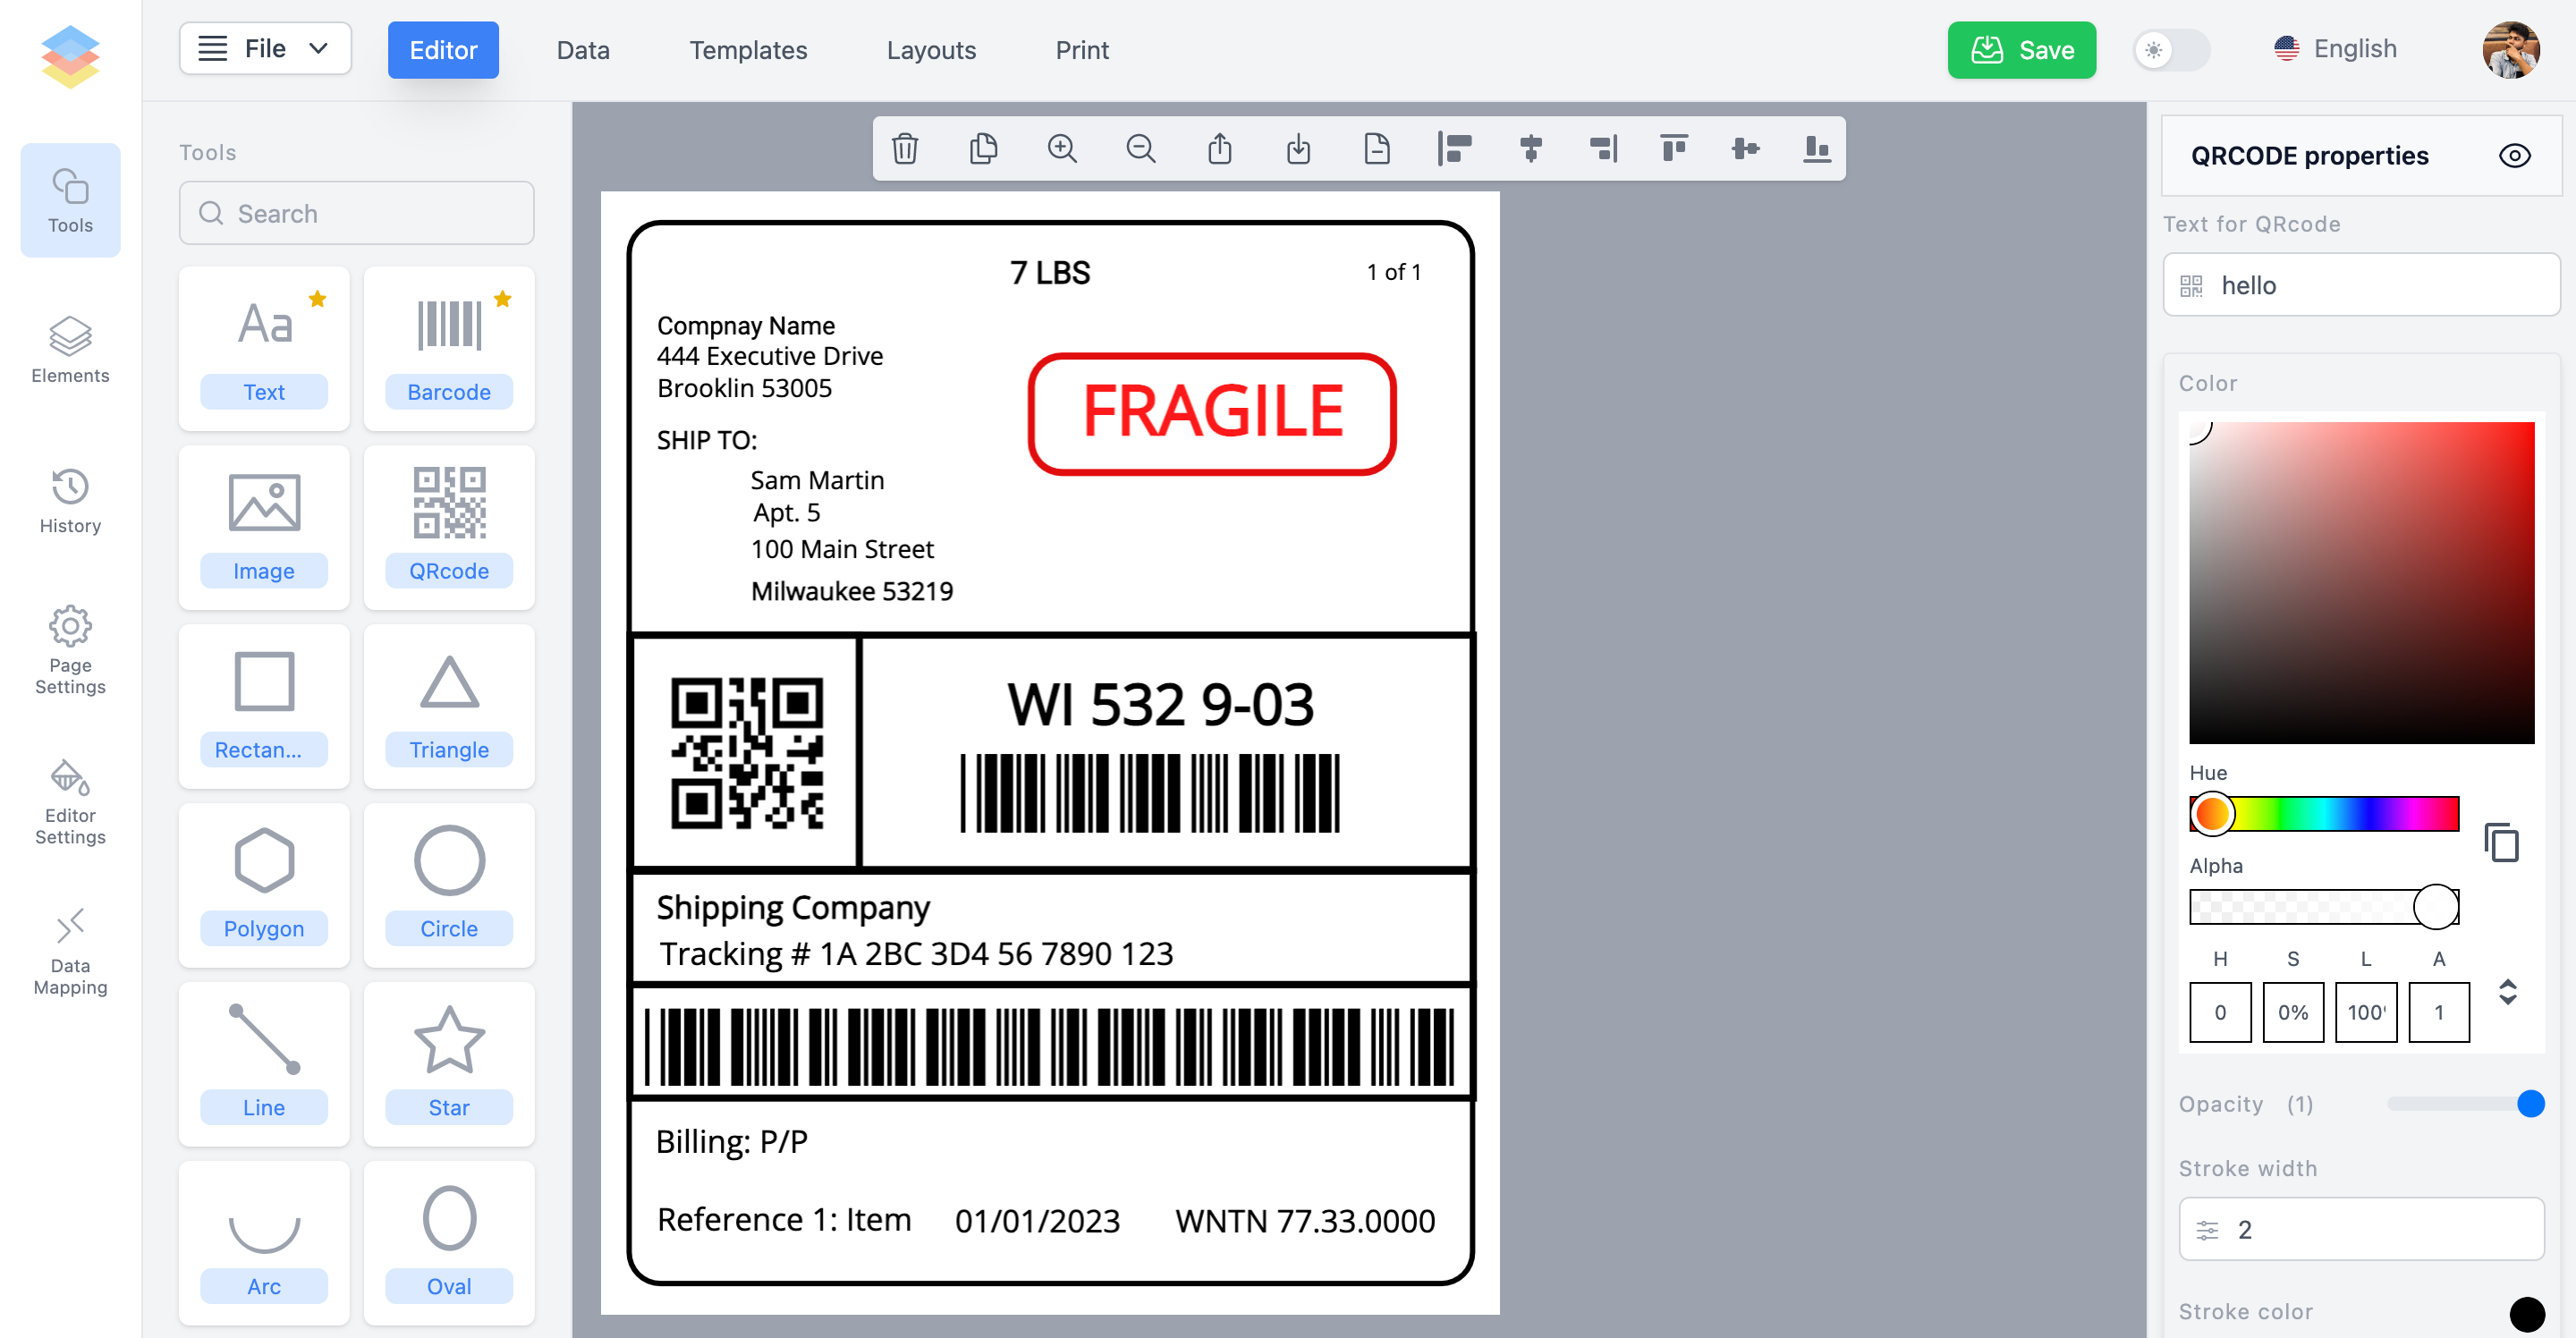 File
Editor
Data
Templates
Layouts
Print
Save
English
Tools
Elements
History
Page
Settings
Editor
Settings
Data
Mapping
Tools
Search
Text
Barcode
Image
QRcode
Rectan...
Triangle
Polygon
Circle
Line
Star
Arc
Oval
7 LBS
1 of 1
Compnay Name
444 Executive Drive
Brooklin 53005
FRAGILE
SHIP TO:
Sam Martin
Apt. 5
100 Main Street
Milwaukee 53219
WI 532 9-03
Shipping Company
Tracking # 1A 2BC 3D4 56 7890 123
Billing: P/P
Reference 1: Item 01/01/2023 WNTN 77.33.0000
QRCODE properties
Text for QRcode
hello
Color
Hue
Alpha
H S L A
0 0% 100% 1
Opacity (1)
Stroke width
2
Stroke color